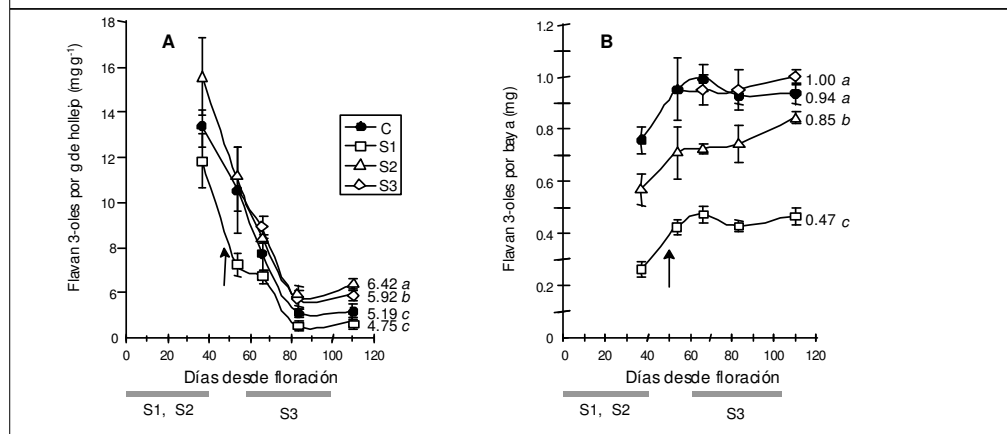 A
Flavan 3-oles por g de hollejo (mg g-1)
18
16
14
12
10
8
6
0
C
S1
S2
S3
6.42 a
5.92 b
5.19 c
4.75 c
0 20 40 60 80 100 120
Días desde floración
S1, S2
S3
B
Flavan 3-oles por baya (mg)
1.2
1.0
0.8
0.6
0.4
0.2
0
1.00 a
0.94 a
0.85 b
0.47 c
0 20 40 60 80 100 120
Días desde floración
S1, S2
S3